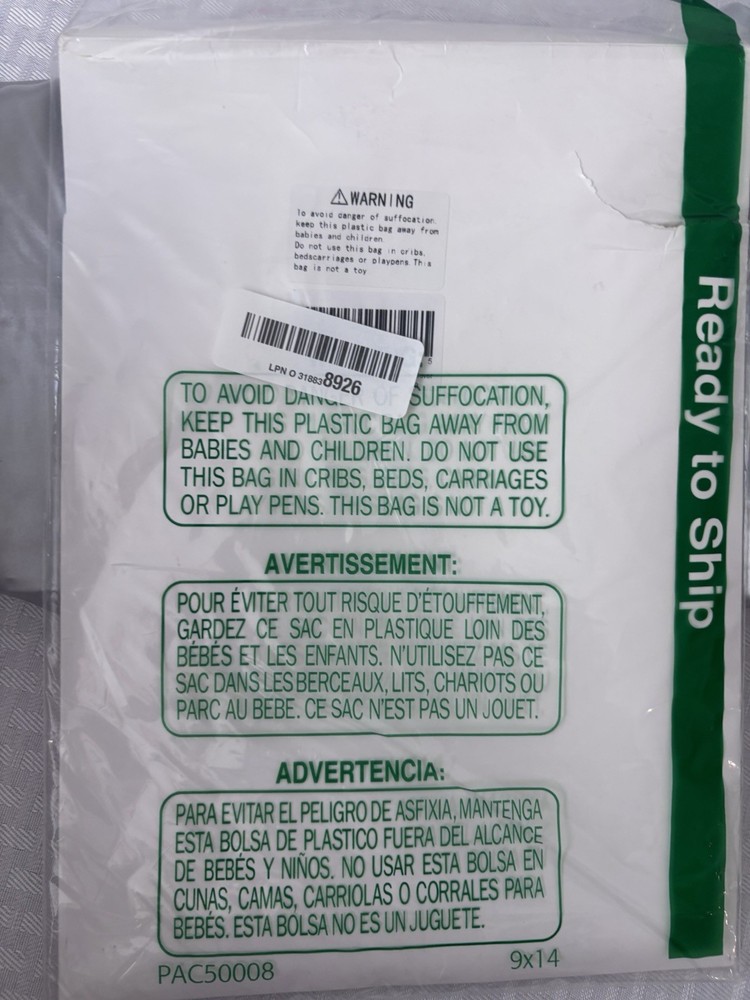 ⚠WARNING
To avoid danger of suffocation,
keep this plastic bag away from
babies and children
Do not use this bag in cribs.
bedscarriages or playpens This
bag is not a toy
5
LPN O 318838926
TO AVOID DANGER OF SUFFOCATION,
KEEP THIS PLASTIC BAG AWAY FROM
BABIES AND CHILDREN. DO NOT USE
THIS BAG IN CRIBS, BEDS, CARRIAGES
OR PLAY PENS. THIS BAG IS NOT A TOY.
AVERTISSEMENT:
POUR ÉVITER TOUT RISQUE D'ÉTOUFFEMENT,
GARDEZ CE SAC EN PLASTIQUE LOIN DES
BÉBÉS ET LES ENFANTS. N'UTILISEZ PAS CE
SAC DANS LES BERCEAUX, LITS, CHARIOTS OU
PARC AU BEBE. CE SAC N'EST PAS UN JOUET.
ADVERTENCIA:
PARA EVITAR EL PELIGRO DE ASFIXIA, MANTENGA
ESTA BOLSA DE PLASTICO FUERA DEL ALCANCE
DE BEBÉS Y NIÑOS. NO USAR ESTA BOLSA EN
CUNAS, CAMAS, CARRIOLAS O CORRALES PARA
BEBÉS. ESTA BOLSA NO ES UN JUGUETE.
PAC50008
9x14
Ready to Ship